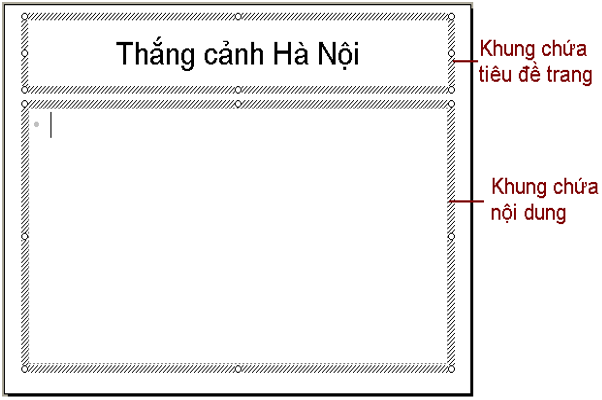 Thắng cảnh Hà Nội
Khung chứa
tiêu đề trang
Khung chứa
nội dung